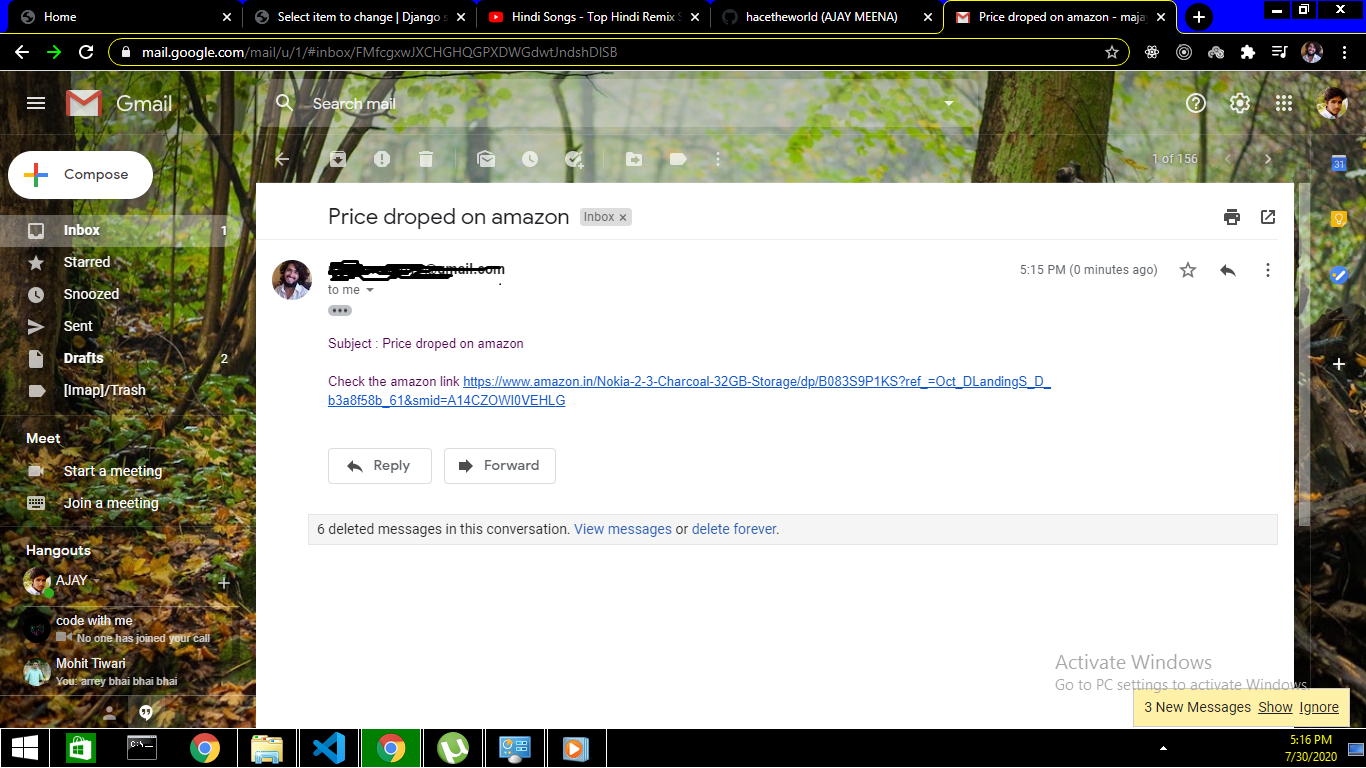 Home
Select item to change | Django s
Hindi Songs - Top Hindi Remix S
hacetheworld (AJAY MEENA)
Price droped on amazon - maja
mail.google.com/mail/u/1/#inbox/FMfcgxwJXCHGHQGPXDWGdwtJndshDlSB
Gmail
Search mail
Compose
1 of 156
31
Inbox 1
Starred
Snoozed
Sent
Drafts 2
[Imap]/Trash
Meet
Start a meeting
Join a meeting
Hangouts
AJAY
code with me
No one has joined your call
Mohit Tiwari
You: arrey bhai bhai bhai
Price droped on amazon Inbox x
@gmail.com 5:15 PM (0 minutes ago)
to me
Subject : Price droped on amazon
Check the amazon link https://www.amazon.in/Nokia-2-3-Charcoal-32GB-Storage/dp/B083S9P1KS?ref_=Oct_DLandingS_D_
b3a8f58b_61&smid=A14CZOWI0VEHLG
Reply
Forward
6 deleted messages in this conversation. View messages or delete forever.
Activate Windows
Go to PC settings to activate Windows.
3 New Messages Show Ignore
C:\_
5:16 PM
7/30/2020